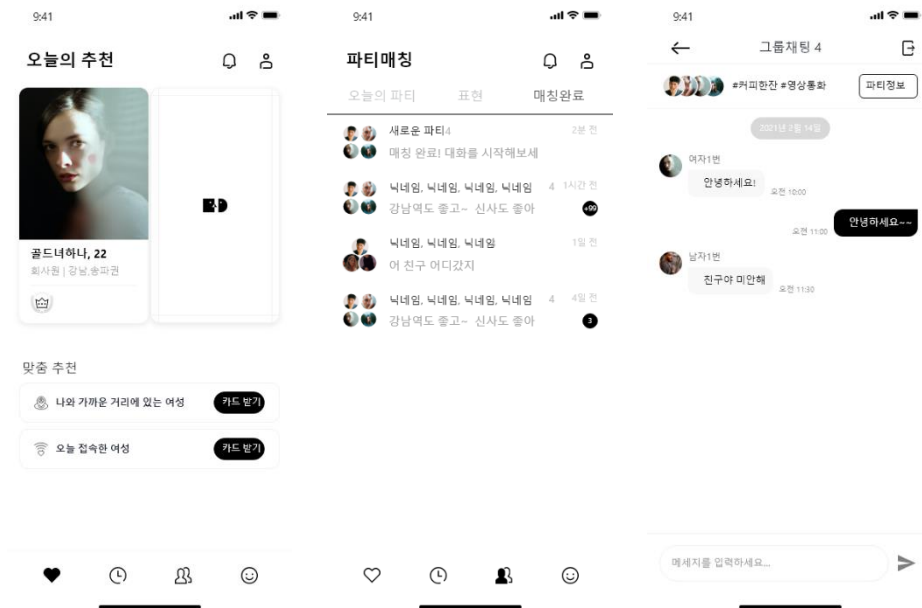 9:41
오늘의 추천
골드녀하나, 22
회사원 | 강남,송파권
맞춤 추천
나와 가까운 거리에 있는 여성
카드 받기
오늘 접속한 여성
카드 받기
9:41
파티매칭
오늘의 파티 표현 매칭완료
새로운 파티4 2분 전
매칭 완료! 대화를 시작해보세
닉네임, 닉네임, 닉네임, 닉네임 4 1시간 전
강남역도 좋고~ 신사도 좋아 +99
닉네임, 닉네임, 닉네임 1일 전
어 친구 어디갔지
닉네임, 닉네임, 닉네임, 닉네임 4 4일 전
강남역도 좋고~ 신사도 좋아 3
9:41
그룹채팅 4
#커피한잔 #영상통화 파티정보
2021년 2월 14일
여자1번
안녕하세요!
오전 10:00
안녕하세요~~
오전 11:00
남자1번
친구야 미안해
오전 11:30
메세지를 입력하세요...